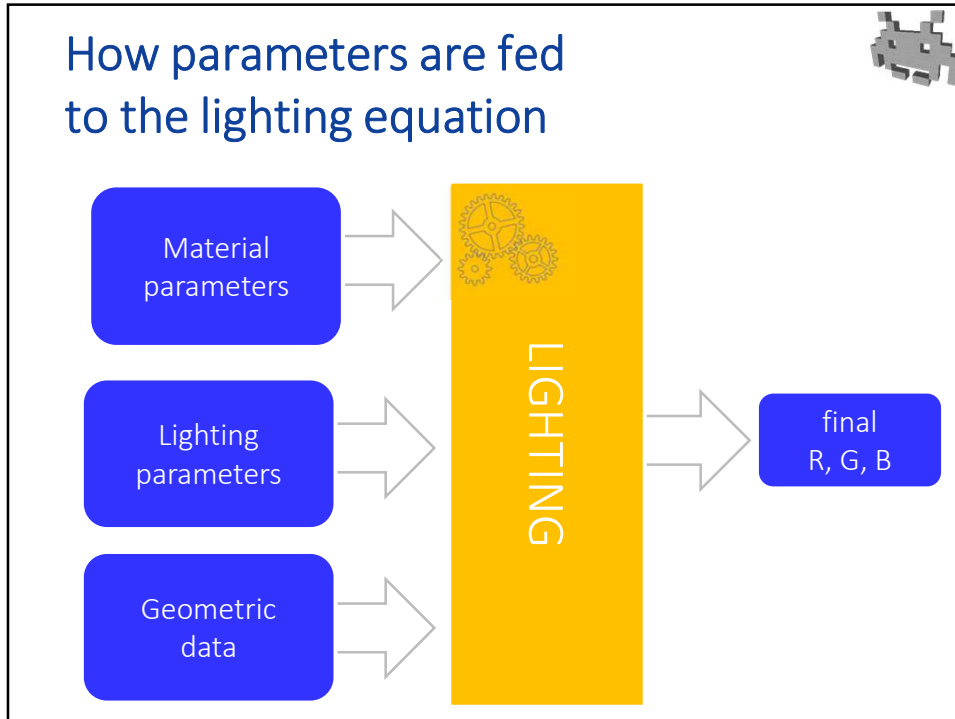 How parameters are fed
to the lighting equation
Material
parameters
Lighting
parameters
Geometric
data
LIGHTING
final
R, G, B